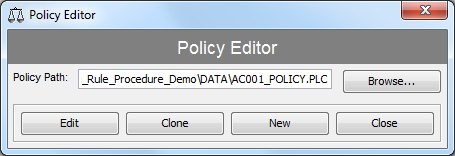 Policy Editor
Policy Editor
Policy Path: _Rule_Procedure_Demo\DATA\AC001_POLICY.PLC Browse...
Edit Clone New Close